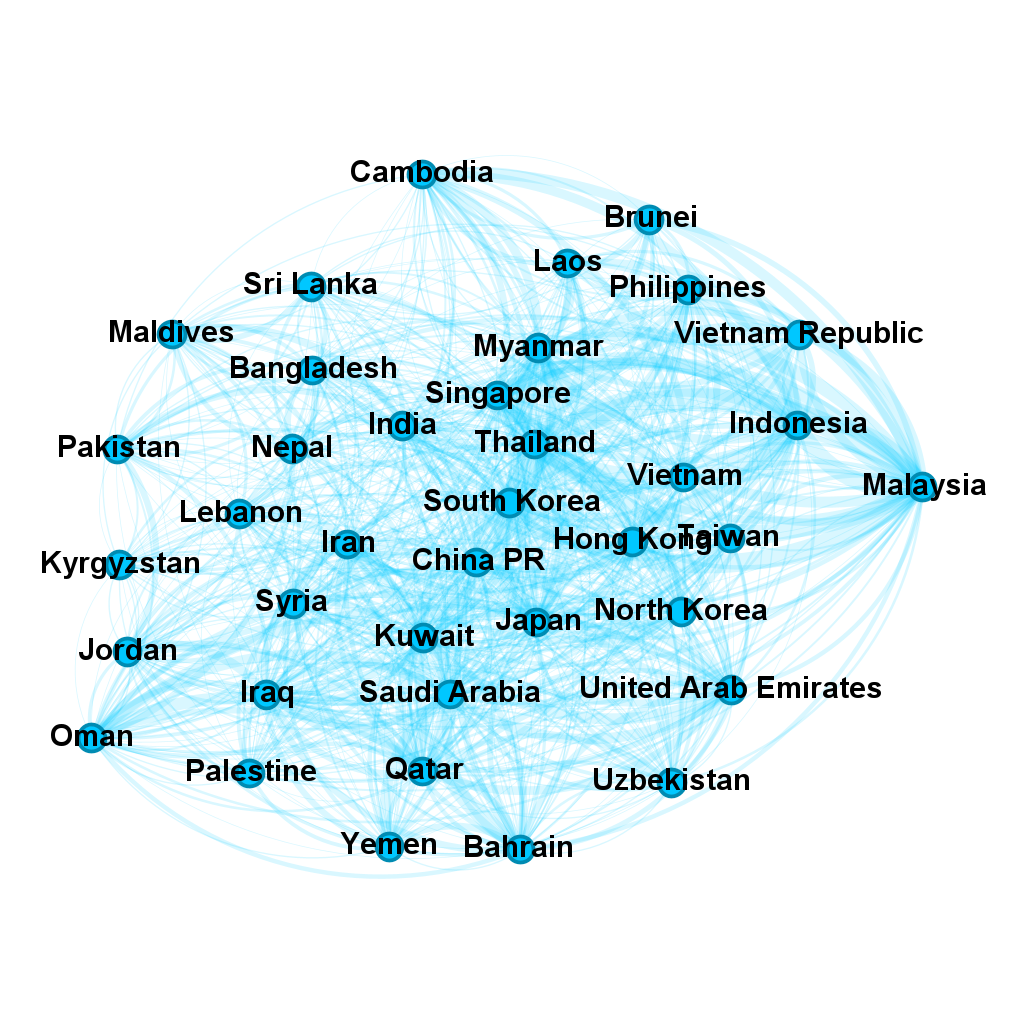 Cambodia
Brunei
Laos
Sri Lanka
Philippines
Maldives
Vietnam Republic
Myanmar
Bangladesh
Singapore
India
Indonesia
Thailand
Pakistan
Nepal
Vietnam
Malaysia
South Korea
Lebanon
Iran
Hong Kong
Taiwan
Kyrgyzstan
China PR
Syria
North Korea
Japan
Kuwait
Jordan
Iraq
Saudi Arabia
United Arab Emirates
Oman
Palestine
Qatar
Uzbekistan
Yemen
Bahrain